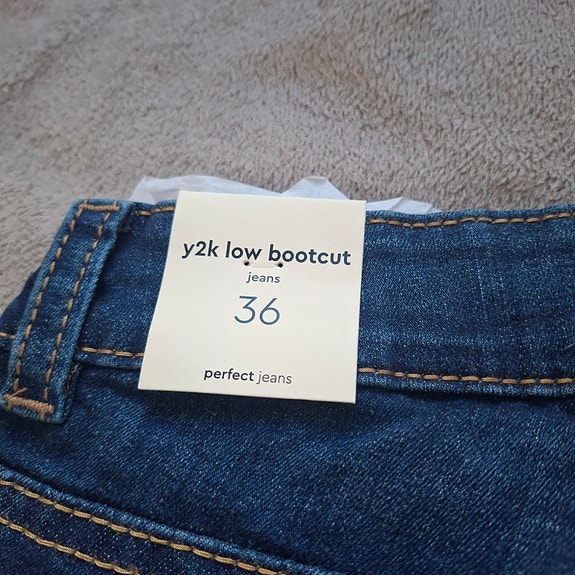 y2k low bootcut
jeans
36
perfect jeans